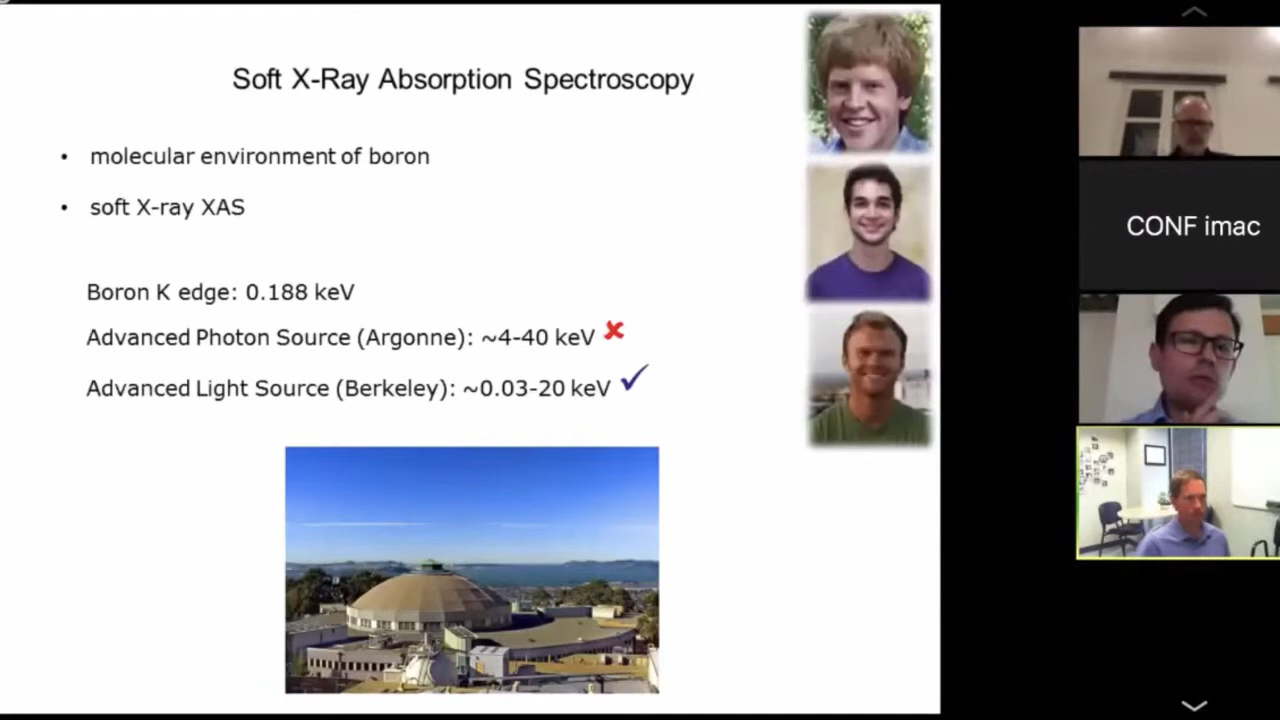 Soft X-Ray Absorption Spectroscopy
• molecular environment of boron
• soft X-ray XAS
Boron K edge: 0.188 keV
Advanced Photon Source (Argonne): ~4-40 keV ✘
Advanced Light Source (Berkeley): ~0.03-20 keV ✓
CONF imac